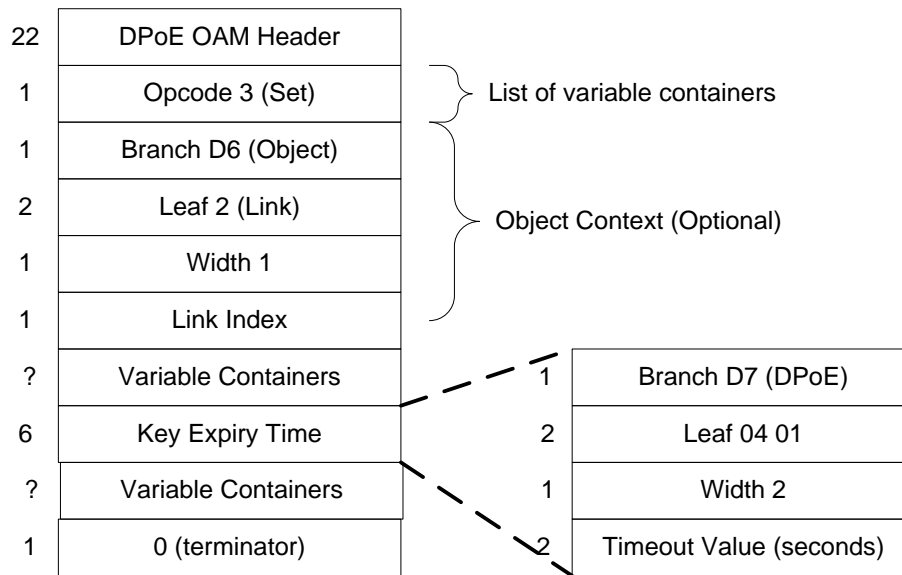 22 DPoE OAM Header
1 Opcode 3 (Set) List of variable containers
1 Branch D6 (Object)
2 Leaf 2 (Link)
Object Context (Optional)
1 Width 1
1 Link Index
? Variable Containers
1 Branch D7 (DPoE)
6 Key Expiry Time
2 Leaf 04 01
? Variable Containers
1 Width 2
1 0 (terminator)
2 Timeout Value (seconds)